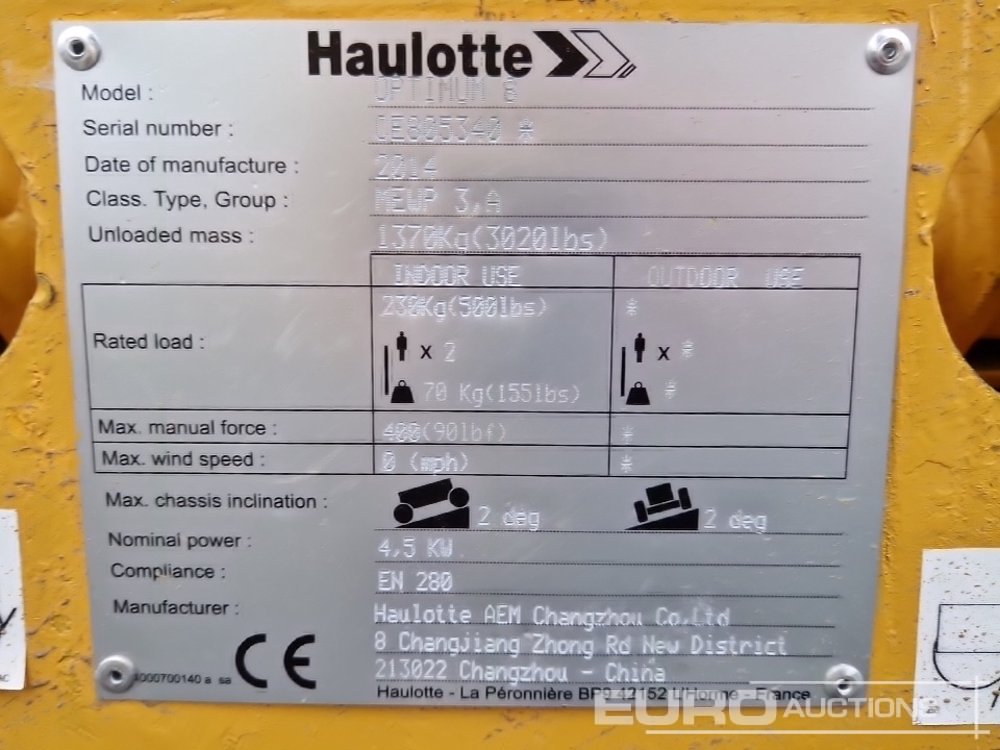 Haulotte
Model : OPTIMUM 6
Serial number : CE805340 *
Date of manufacture : 2014
Class. Type, Group : MEWP 3,A
Unloaded mass : 1370Kg(3020lbs)
INDOOR USE OUTDOOR USE
230Kg(500lbs) *
Rated load : x 2 x *
70 Kg(155lbs) *
Max. manual force : 400(90lbf) *
Max. wind speed : 0 (mph) *
Max. chassis inclination : 2 deg 2 deg
Nominal power : 4,5 KW
Compliance : EN 280
Manufacturer : Haulotte AEM Changzhou Co.Ltd
8 Changjiang Zhong Rd New District
213022 Changzhou - China
CE
4000700140 a sa
Haulotte - La Péronnière BP9 42152 L'Horme - France
EURO AUCTIONS